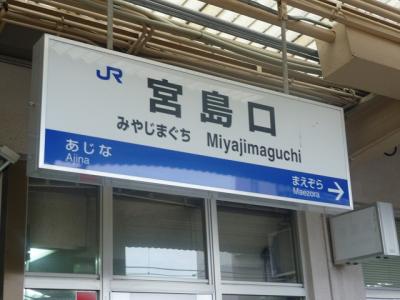 JR
宮島口
みやじまぐち Miyajimaguchi
あじな まえぞら
Ajina Maezora →